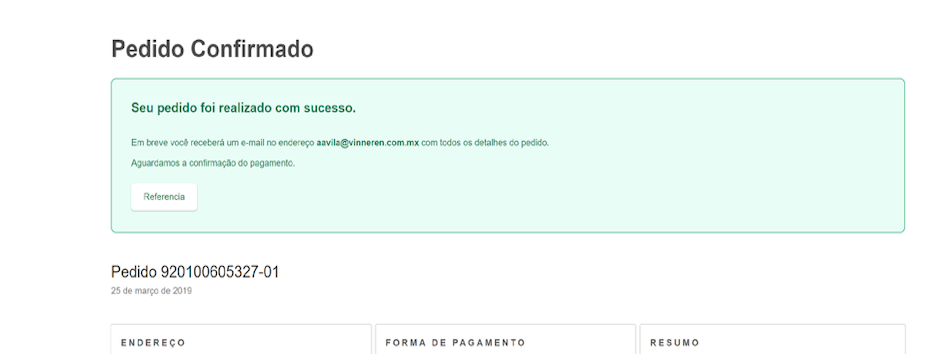 Pedido Confirmado
Seu pedido foi realizado com sucesso.
Em breve você receberá um e-mail no endereço aavila@vinneren.com.mx com todos os detalhes do pedido.
Aguardamos a confirmação do pagamento.
Referencia
Pedido 920100605327-01
25 de março de 2019
ENDEREÇO
FORMA DE PAGAMENTO
RESUMO